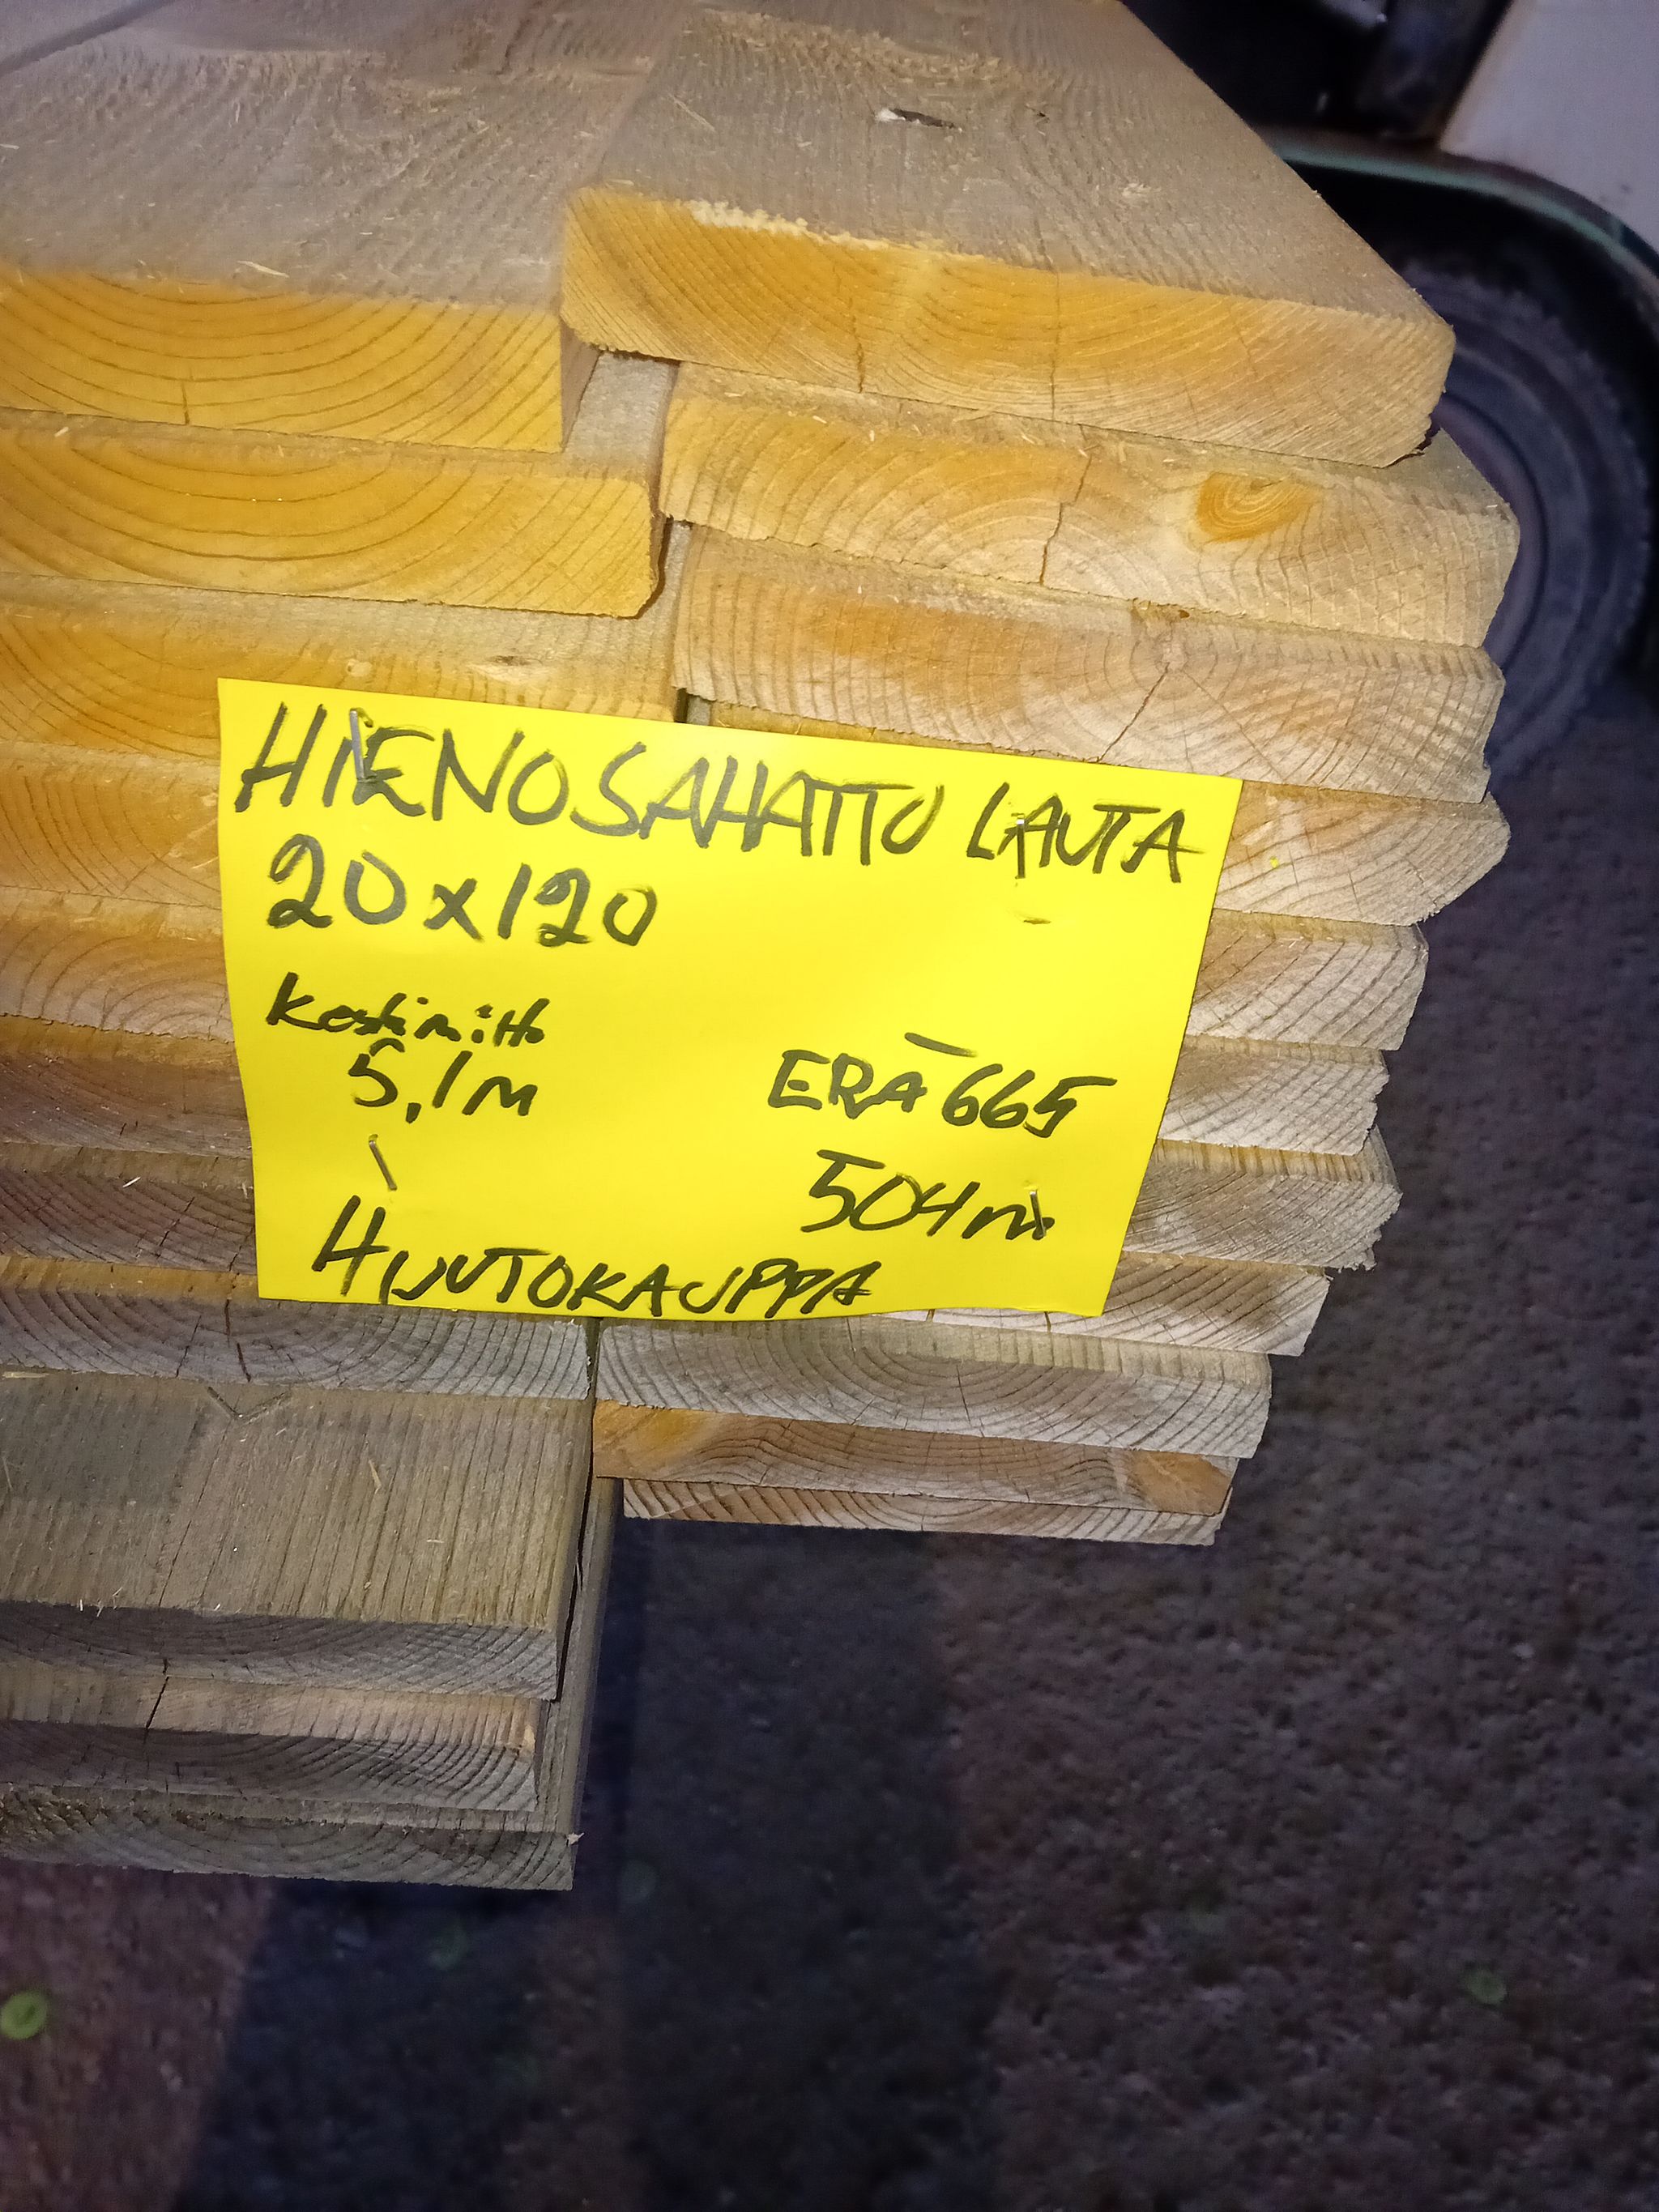 HIENOSAHATTU LAUTA
20x120
Keskimitta
5,1m
ERÄ 665
504m
HUUTOKAUPPA